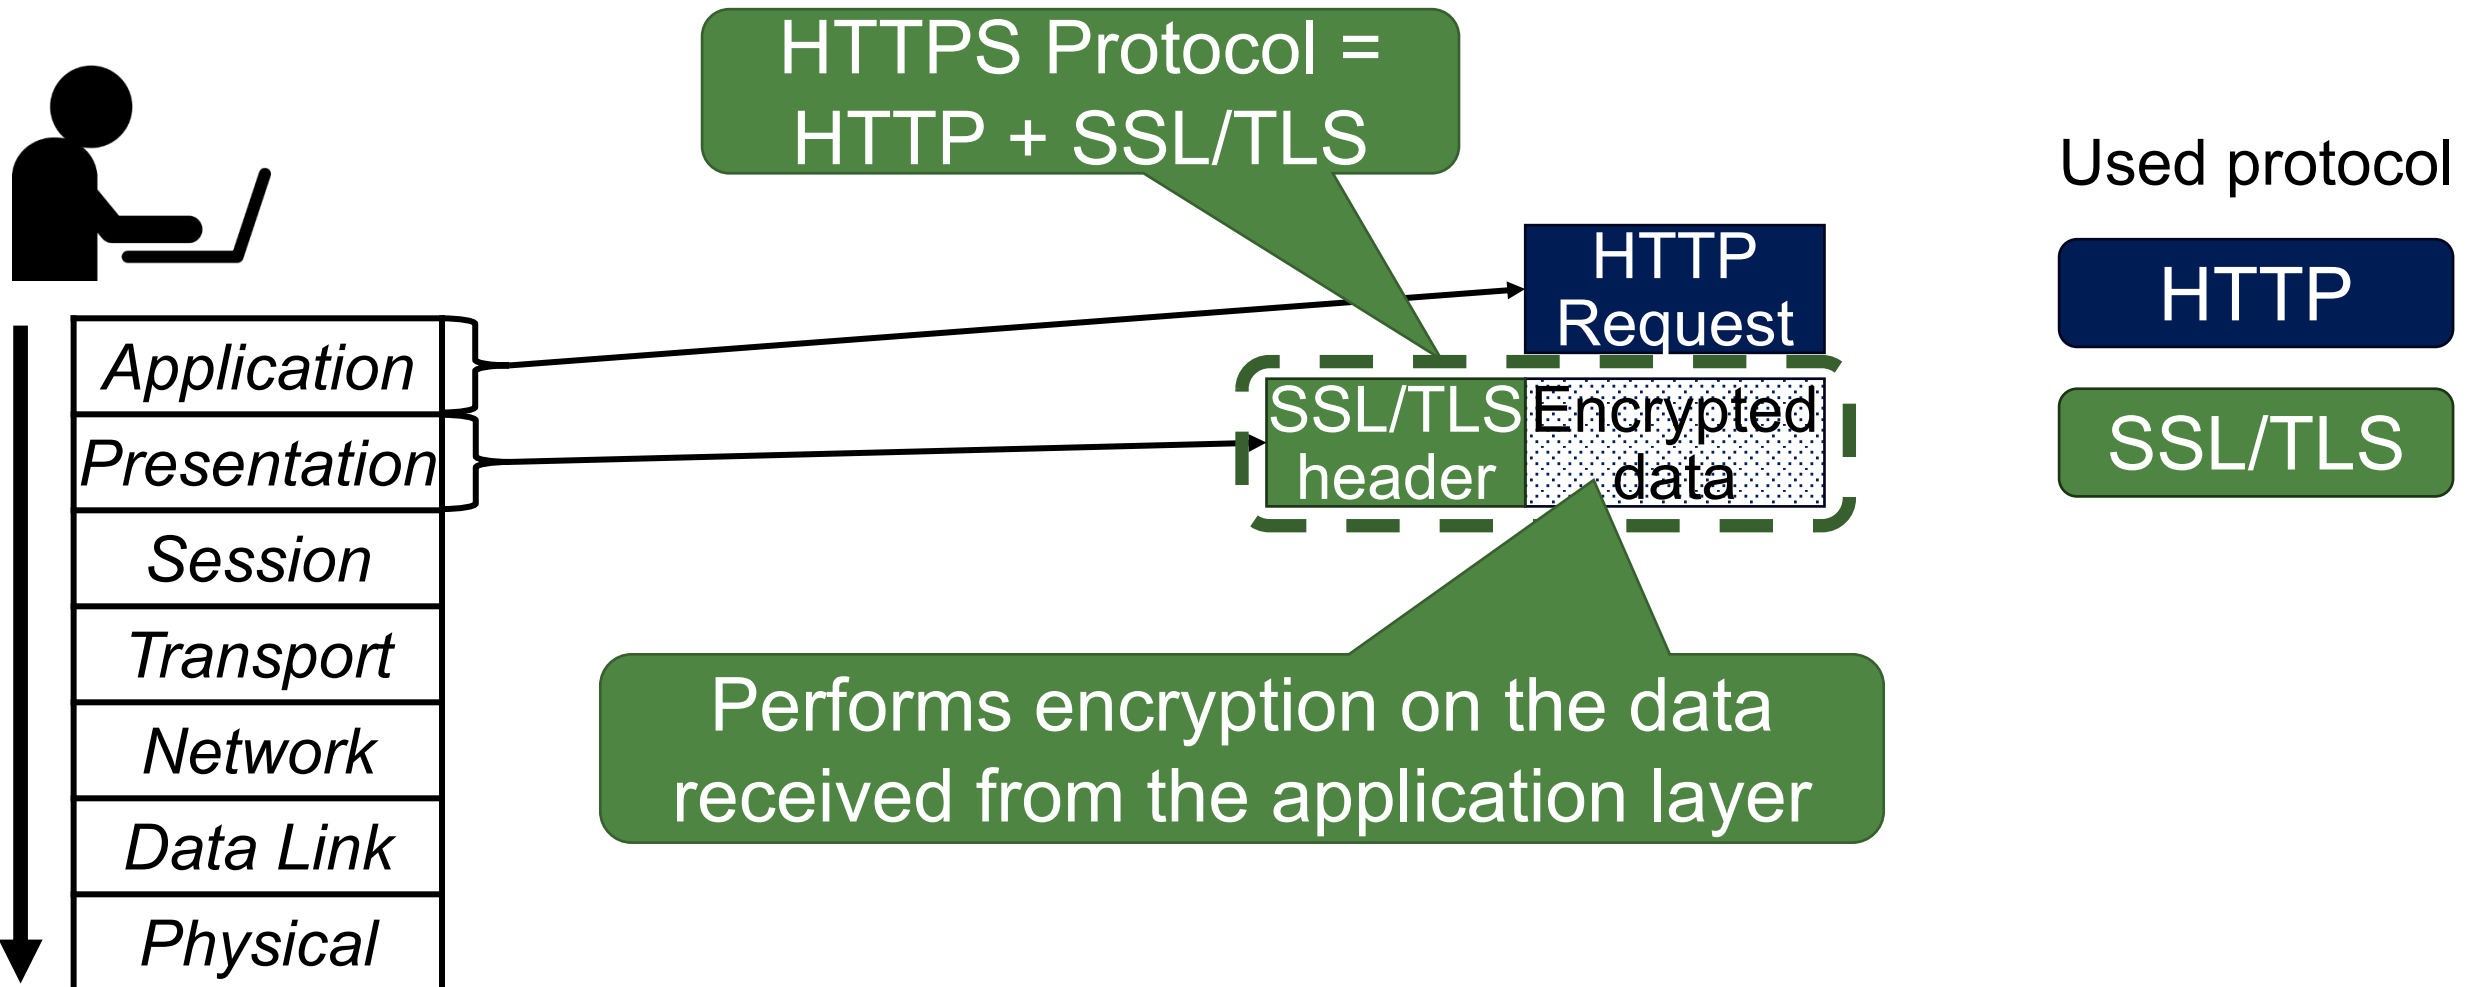 HTTPS Protocol =
HTTP + SSL/TLS
Used protocol
HTTP
Request
HTTP
Application
SSL/TLS
header
Encrypted
data
SSL/TLS
Presentation
Session
Transport
Performs encryption on the data
received from the application layer
Network
Data Link
Physical